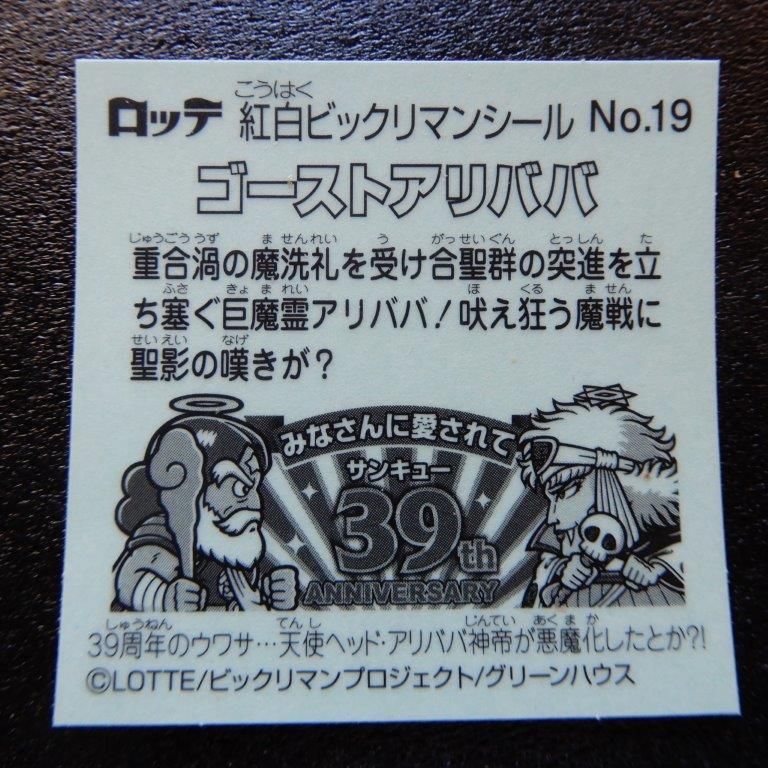 こうはく
ロッテ 紅白ビックリマンシール No.19
ゴーストアリババ
じゅうごううず ませんれい う がっせいぐん とっしん た
重合渦の魔洗礼を受け合聖群の突進を立
ふさ きょまれい ほ くる ません
ち塞ぐ巨魔霊アリババ！吠え狂う魔戦に
せいえい なげ
聖影の嘆きが？
みなさんに愛されて
サンキュー
39th
ANNIVERSARY
しゅうねん てんし じんてい あくまか
39周年のウワサ…天使ヘッド・アリババ神帝が悪魔化したとか?!
©LOTTE/ビックリマンプロジェクト/グリーンハウス